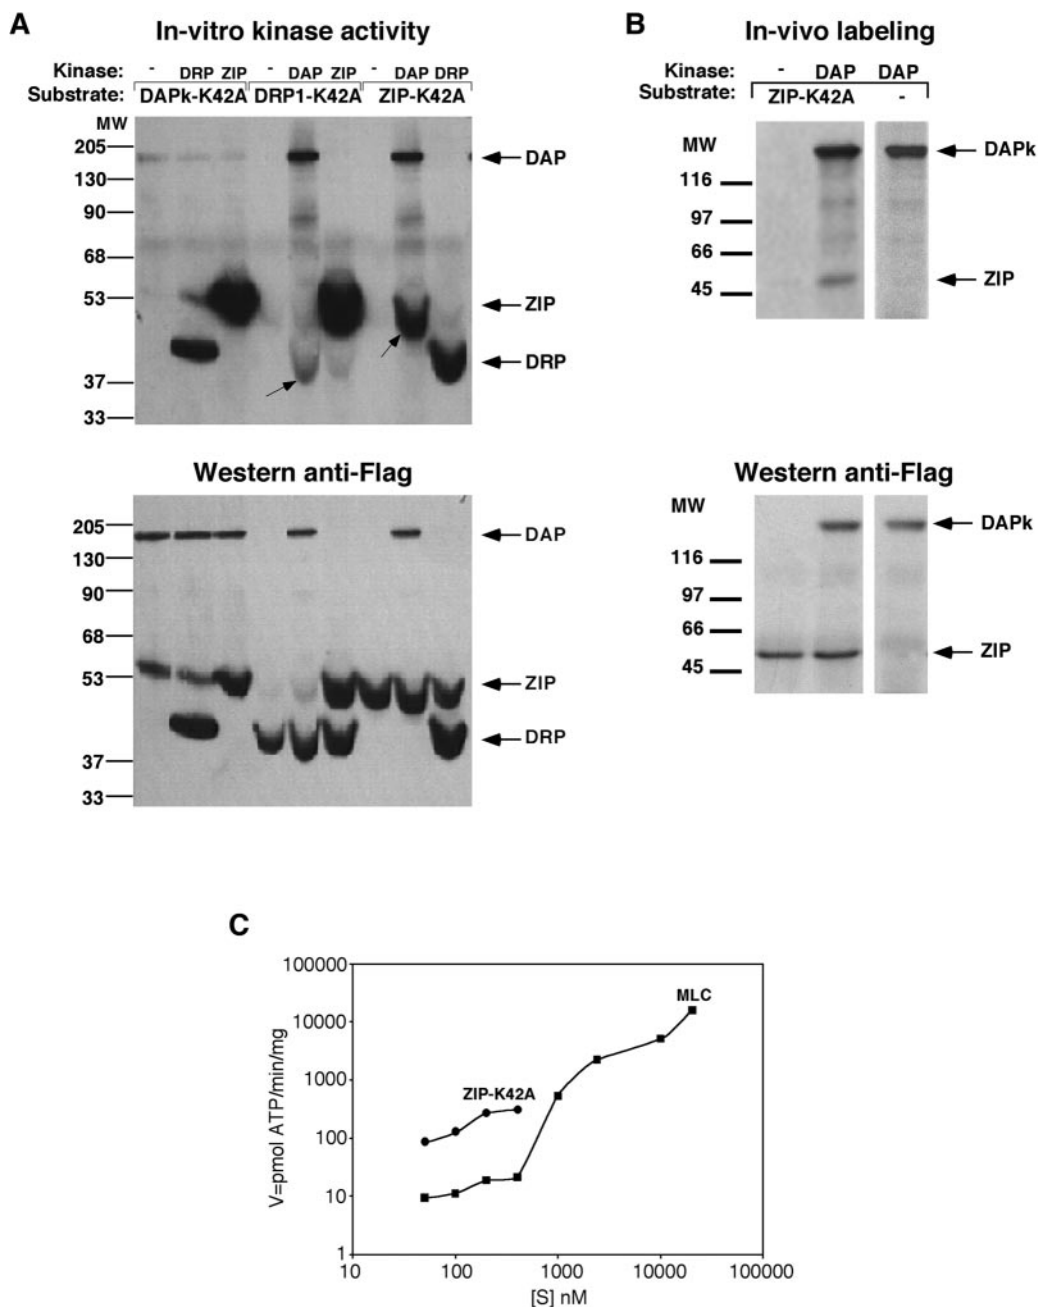 A
In-vitro kinase activity
Kinase: - DRP ZIP - DAP ZIP - DAP DRP
Substrate: DAPk-K42A DRP1-K42A ZIP-K42A
MW
205
130
90
68
53
37
33
DAP
ZIP
DRP
Western anti-Flag
205
130
90
68
53
37
33
DAP
ZIP
DRP
B
In-vivo labeling
Kinase: - DAP DAP
Substrate: ZIP-K42A -
MW
116
97
66
45
DAPk
ZIP
Western anti-Flag
MW
116
97
66
45
DAPk
ZIP
C
V=pmol ATP/min/mg
100000
10000
1000
100
10
1
ZIP-K42A
MLC
10 100 1000 10000 100000
[S] nM